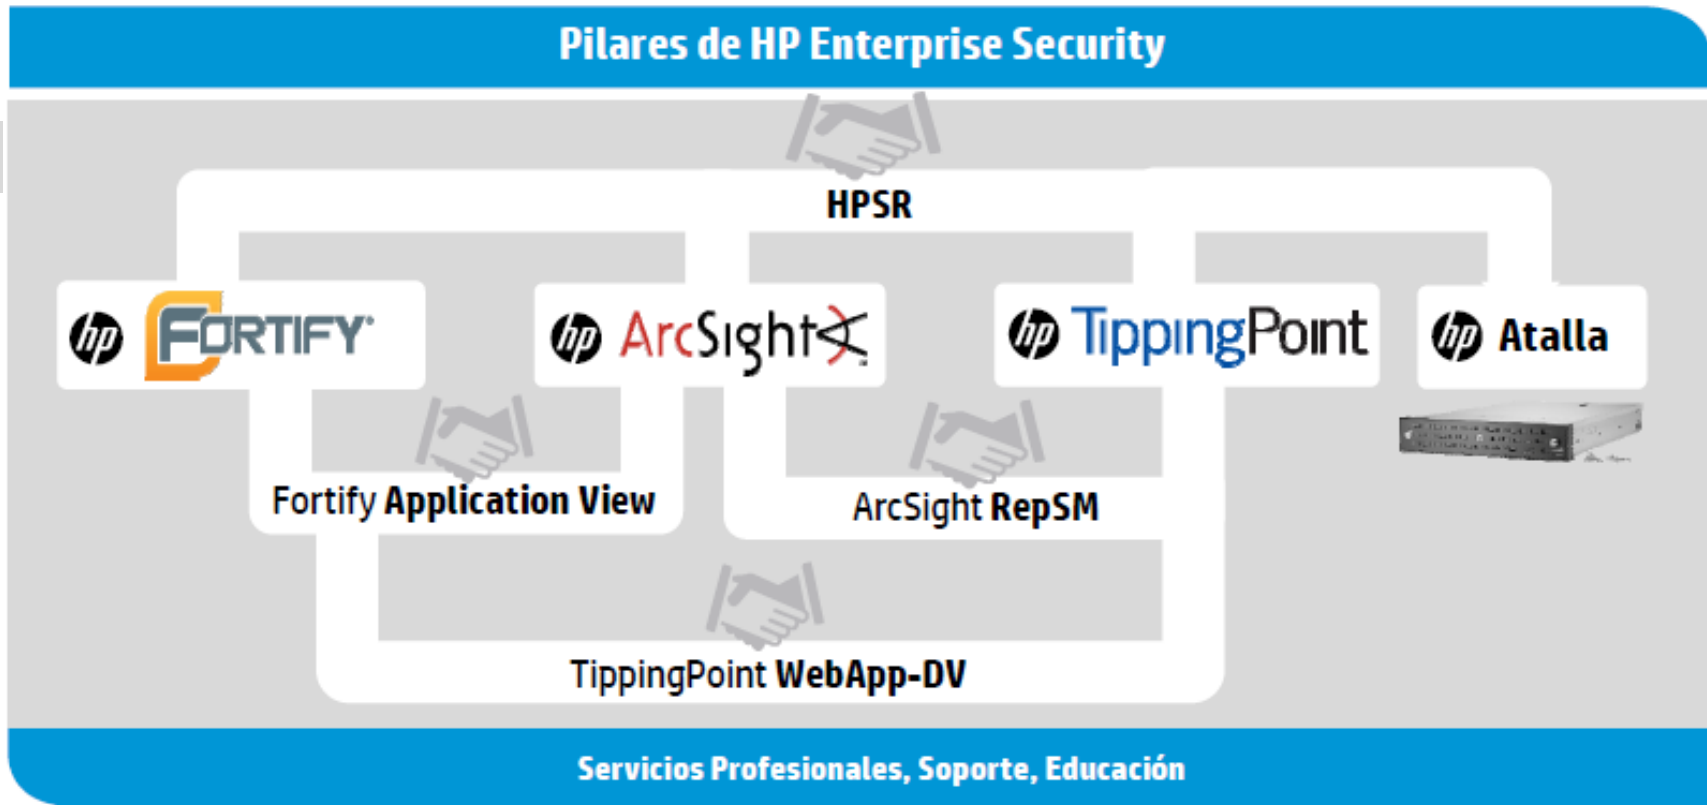 Pilares de HP Enterprise Security
HPSR
hp FORTIFY®
hp ArcSight
hp TippingPoint
hp Atalla
Fortify Application View
ArcSight RepSM
TippingPoint WebApp-DV
Servicios Profesionales, Soporte, Educación